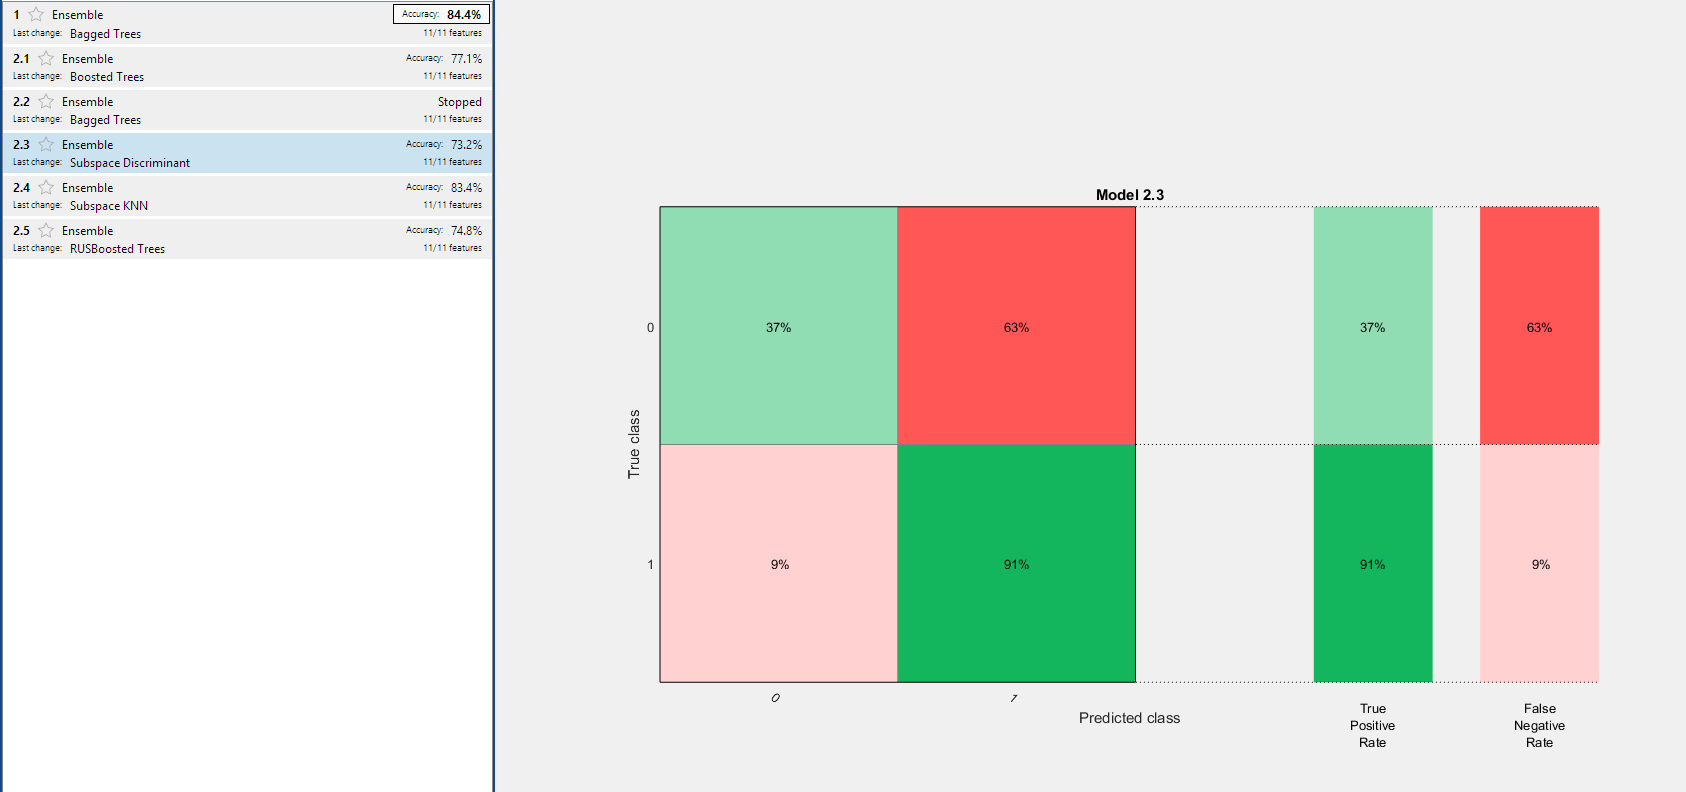 1 Ensemble Accuracy: 84.4%
Last change: Bagged Trees 11/11 features
2.1 Ensemble Accuracy: 77.1%
Last change: Boosted Trees 11/11 features
2.2 Ensemble Stopped
Last change: Bagged Trees 11/11 features
2.3 Ensemble Accuracy: 73.2%
Last change: Subspace Discriminant 11/11 features
2.4 Ensemble Accuracy: 83.4%
Last change: Subspace KNN 11/11 features
2.5 Ensemble Accuracy: 74.8%
Last change: RUSBoosted Trees 11/11 features
Model 2.3
0 37% 63% 37% 63%
True class
1 9% 91% 91% 9%
0 1
Predicted class
True
Positive
Rate
False
Negative
Rate